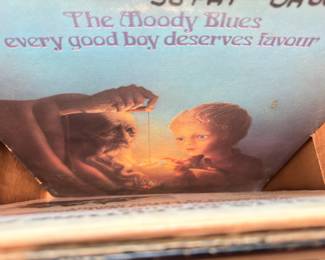 The Moody Blues
every good boy deserves favour